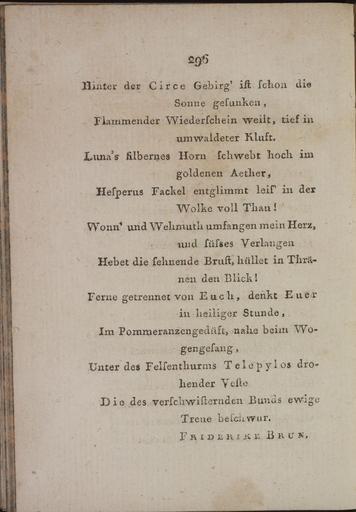 296
Hinter der Circe Gebirg' iſt ſchon die
Sonne geſunken,
Flammender Wiederſchein weilt, tief in
umwaldeter Kluft.
Luna's ſilbernes Horn ſchwebt hoch im
goldenen Aether,
Heſperus Fackel entglimmt leiſ' in der
Wolke voll Thau!
Wonn' und Wehmuth umfangen mein Herz,
und ſüſses Verlangen
Hebet die ſehnende Bruſt, hüllet in Thrä-
nen den Blick!
Ferne getrennet von Euch, denkt Euer
in heiliger Stunde,
Im Pommeranzengedüft, nahe beim Wo-
gengeſang,
Unter des Felſenthurms Telepylos dro-
hender Veſte
Die des verſchwiſternden Bunds ewige
Treue beſchwur.
FRIDERIKE BRUN.